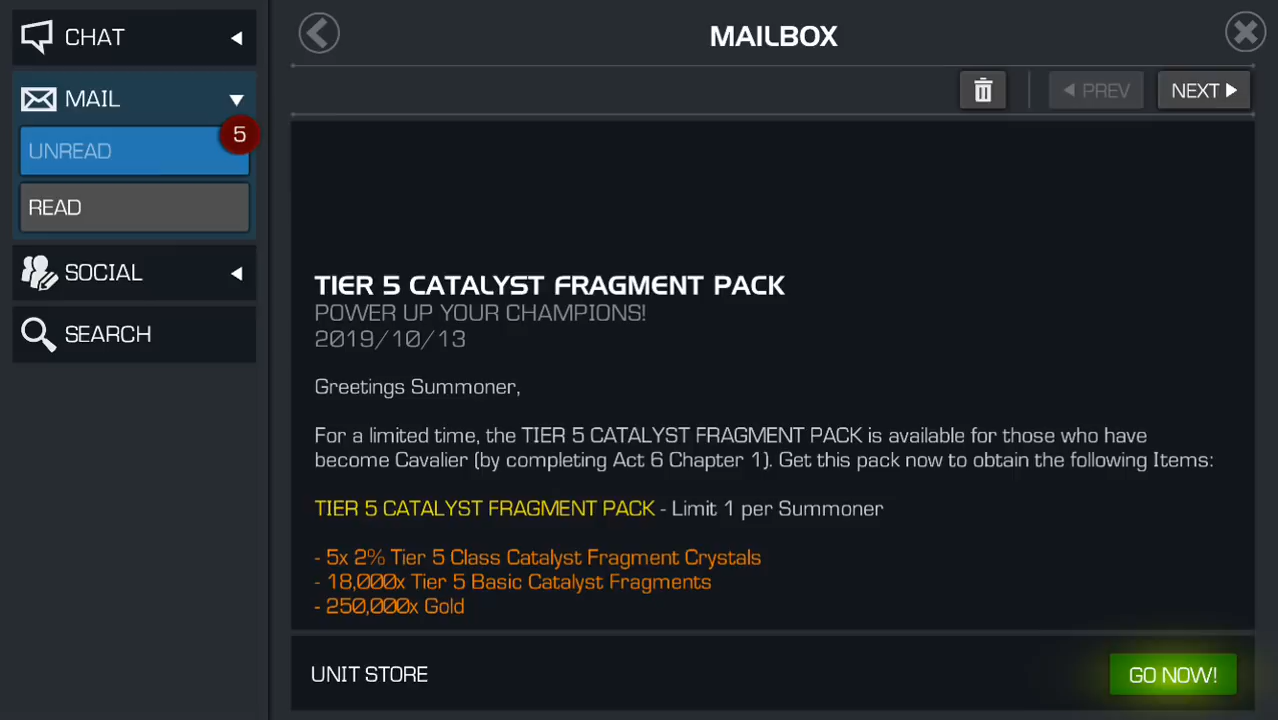 CHAT
MAIL
5
UNREAD
READ
SOCIAL
SEARCH
MAILBOX
PREV
NEXT
TIER 5 CATALYST FRAGMENT PACK
POWER UP YOUR CHAMPIONS!
2019/10/13
Greetings Summoner,
For a limited time, the TIER 5 CATALYST FRAGMENT PACK is available for those who have
become Cavalier (by completing Act 6 Chapter 1). Get this pack now to obtain the following Items:
TIER 5 CATALYST FRAGMENT PACK - Limit 1 per Summoner
- 5x 2% Tier 5 Class Catalyst Fragment Crystals
- 18,000x Tier 5 Basic Catalyst Fragments
- 250,000x Gold
UNIT STORE
GO NOW!